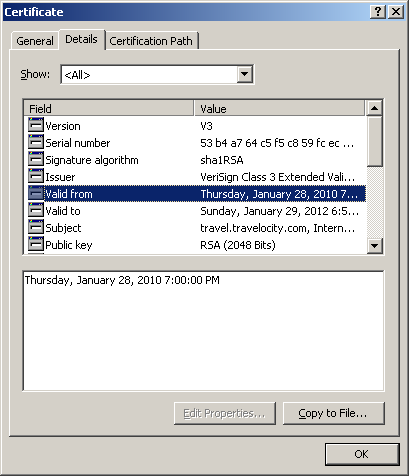 Certificate
General Details Certification Path
Show: <All>
Field Value
Version V3
Serial number 53 b4 a7 64 c5 f5 c8 59 fc ec ...
Signature algorithm sha1RSA
Issuer VeriSign Class 3 Extended Vali...
Valid from Thursday, January 28, 2010 7...
Valid to Sunday, January 29, 2012 6:5...
Subject travel.travelocity.com, Intern...
Public key RSA (2048 Bits)
Thursday, January 28, 2010 7:00:00 PM
Edit Properties... Copy to File...
OK